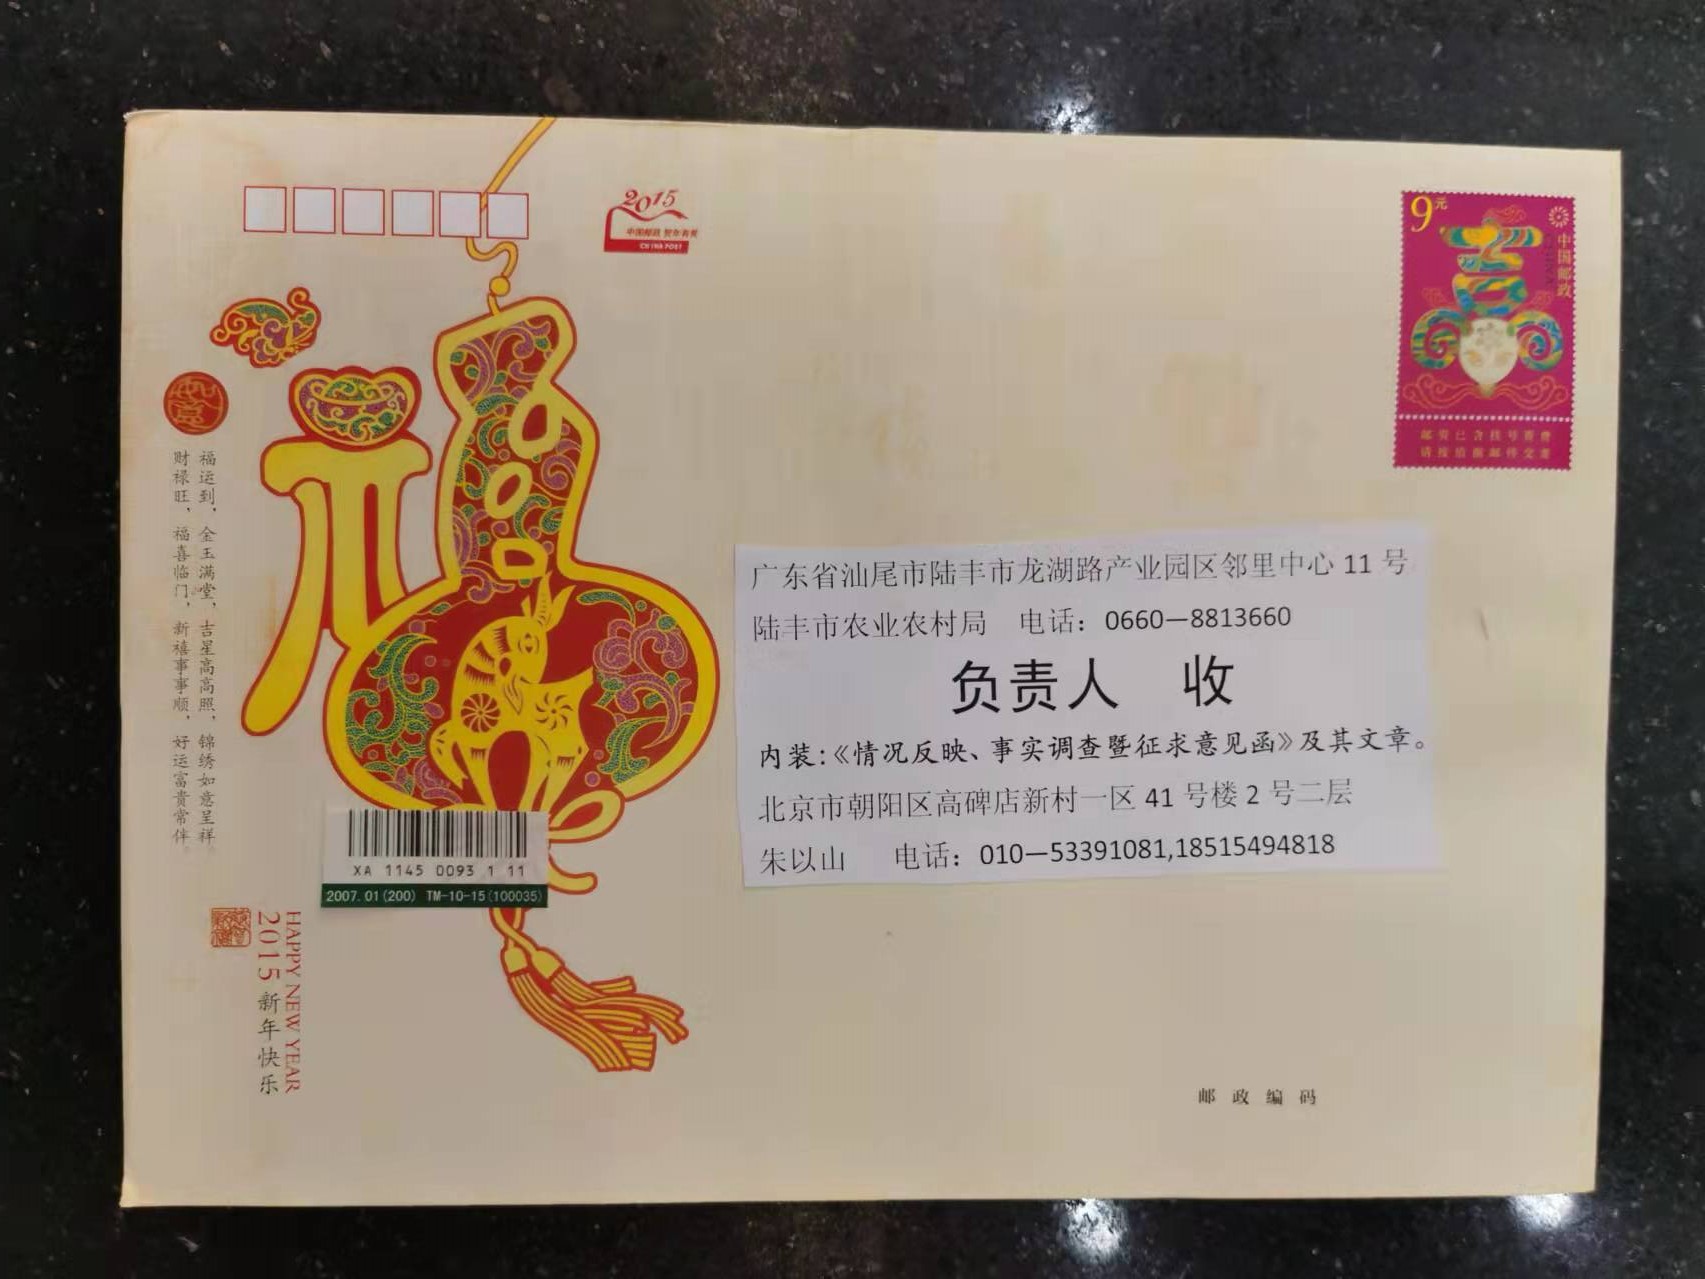 2015
中国邮政 贺年有奖
CHINA POST
9元
中国邮政
CHINA
邮资已含挂号资费
请按信函邮件交寄
福运到,金玉满堂,吉星高高照,锦绣如意呈祥
财禄旺,福喜临门,新禧事事顺,好运富贵常伴。
福
广东省汕尾市陆丰市龙湖路产业园区邻里中心 11 号
陆丰市农业农村局 电话:0660—8813660
负责人 收
内装:《情况反映、事实调查暨征求意见函》及其文章。
北京市朝阳区高碑店新村一区 41 号楼 2 号二层
朱以山 电话:010—53391081,18515494818
XA 1145 0093 1 11
2007.01(200) TM-10-15(100035)
HAPPY NEW YEAR
2015 新年快乐
邮政编码